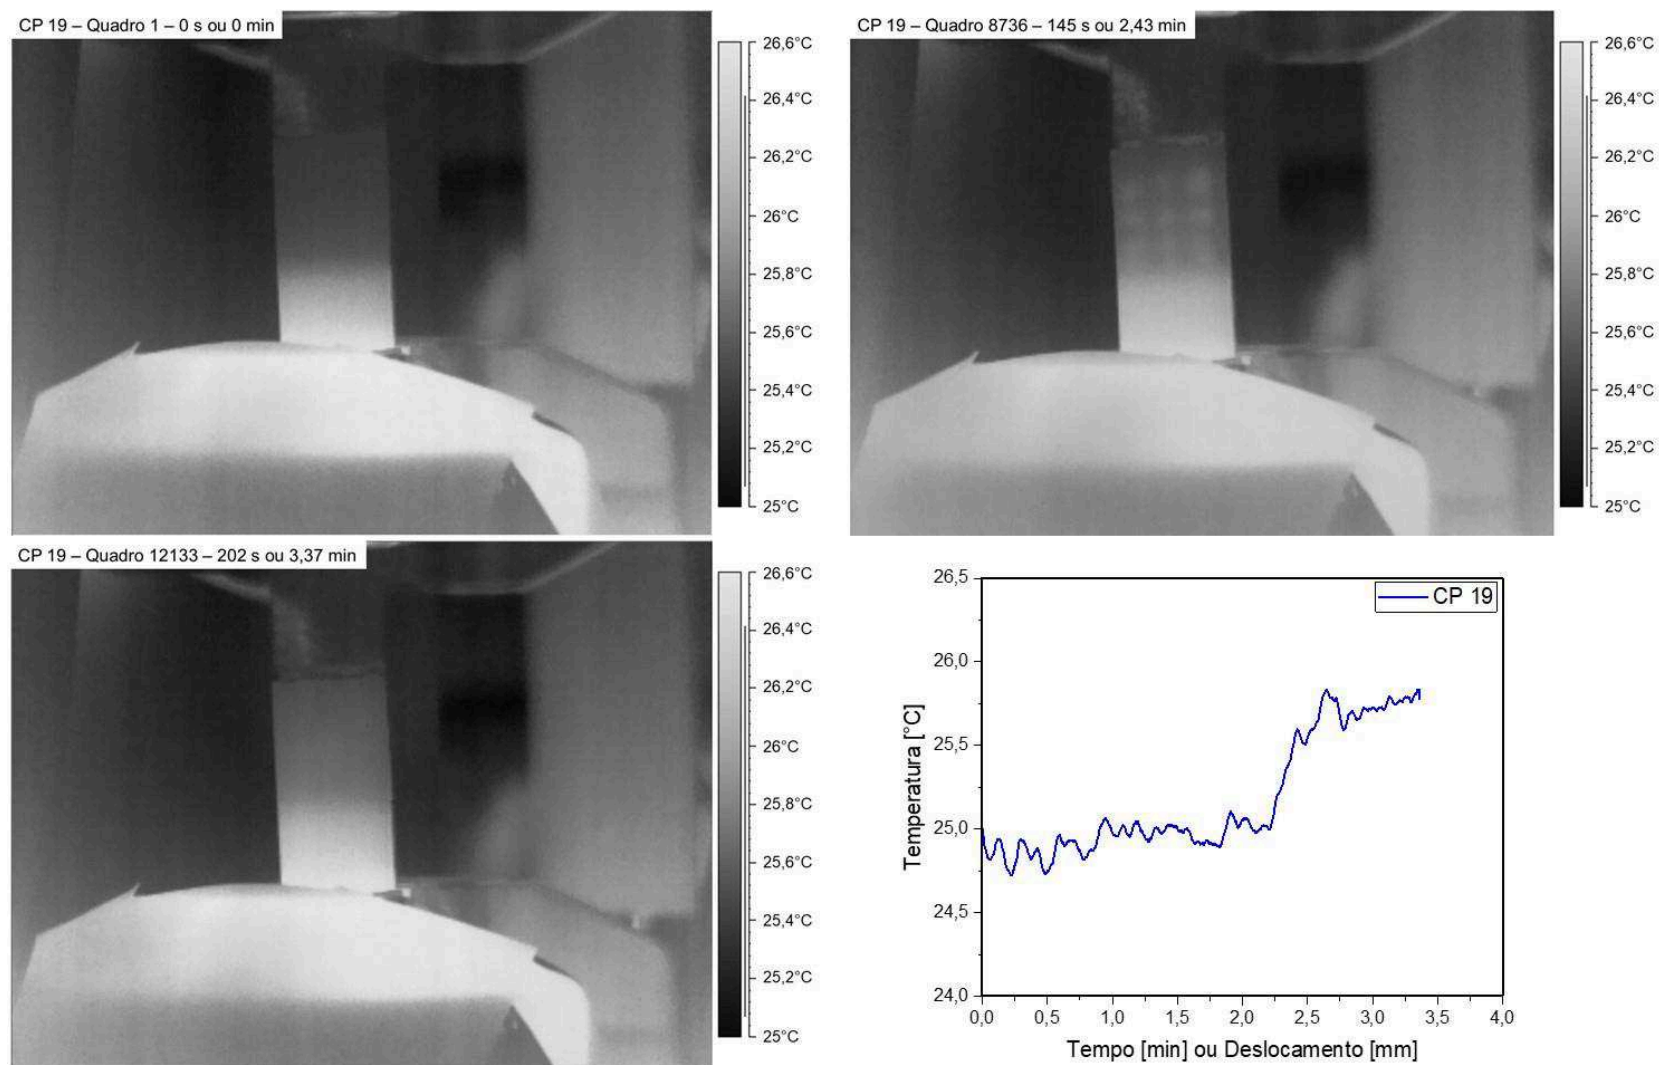 CP 19 – Quadro 1 – 0 s ou 0 min
26,6°C
26,4°C
26,2°C
26°C
25,8°C
25,6°C
25,4°C
25,2°C
25°C
CP 19 – Quadro 8736 – 145 s ou 2,43 min
26,6°C
26,4°C
26,2°C
26°C
25,8°C
25,6°C
25,4°C
25,2°C
25°C
CP 19 – Quadro 12133 – 202 s ou 3,37 min
26,6°C
26,4°C
26,2°C
26°C
25,8°C
25,6°C
25,4°C
25,2°C
25°C
CP 19
Temperatura [°C]
26,5
26,0
25,5
25,0
24,5
24,0
0,0 0,5 1,0 1,5 2,0 2,5 3,0 3,5 4,0
Tempo [min] ou Deslocamento [mm]